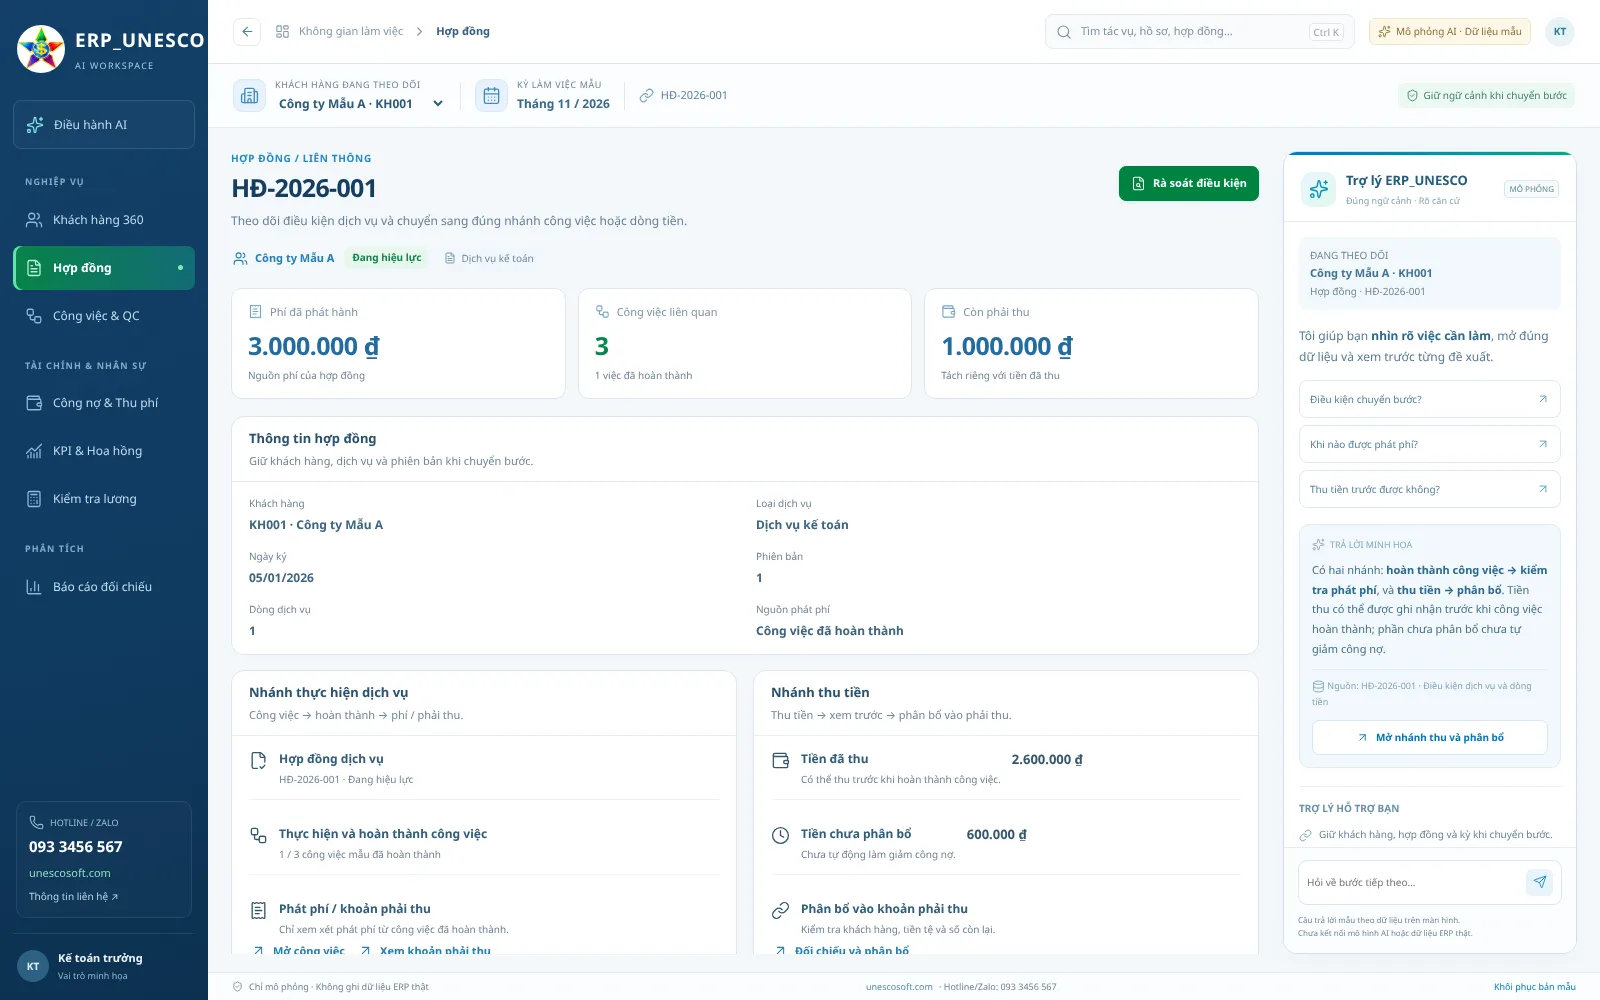 ERP_UNESCO
AI WORKSPACE
Điều hành AI
NGHIỆP VỤ
Khách hàng 360
Hợp đồng
Công việc & QC
TÀI CHÍNH & NHÂN SỰ
Công nợ & Thu phí
KPI & Hoa hồng
Kiểm tra lương
PHÂN TÍCH
Báo cáo đối chiếu
HOTLINE / ZALO
093 3456 567
unescosoft.com
Thông tin liên hệ ↗
KT
Kế toán trưởng
Vai trò minh họa
Không gian làm việc
Hợp đồng
Tìm tác vụ, hồ sơ, hợp đồng...
Ctrl K
Mô phỏng AI · Dữ liệu mẫu
KT
KHÁCH HÀNG ĐANG THEO DÕI
Công ty Mẫu A · KH001
KỲ LÀM VIỆC MẪU
Tháng 11 / 2026
HĐ-2026-001
Giữ ngữ cảnh khi chuyển bước
HỢP ĐỒNG / LIÊN THÔNG
HĐ-2026-001
Theo dõi điều kiện dịch vụ và chuyển sang đúng nhánh công việc hoặc dòng tiền.
Rà soát điều kiện
Công ty Mẫu A
Đang hiệu lực
Dịch vụ kế toán
Phí đã phát hành
3.000.000 ₫
Nguồn phí của hợp đồng
Công việc liên quan
3
1 việc đã hoàn thành
Còn phải thu
1.000.000 ₫
Tách riêng với tiền đã thu
Thông tin hợp đồng
Giữ khách hàng, dịch vụ và phiên bản khi chuyển bước.
Khách hàng
KH001 · Công ty Mẫu A
Loại dịch vụ
Dịch vụ kế toán
Ngày ký
05/01/2026
Phiên bản
1
Dòng dịch vụ
1
Nguồn phát phí
Công việc đã hoàn thành
Nhánh thực hiện dịch vụ
Công việc → hoàn thành → phí / phải thu.
Hợp đồng dịch vụ
HĐ-2026-001 · Đang hiệu lực
Thực hiện và hoàn thành công việc
1 / 3 công việc mẫu đã hoàn thành
Phát phí / khoản phải thu
Chỉ xem xét phát phí từ công việc đã hoàn thành.
Mở công việc
Xem khoản phải thu
Nhánh thu tiền
Thu tiền → xem trước → phân bổ vào phải thu.
Tiền đã thu
2.600.000 ₫
Có thể thu trước khi hoàn thành công việc.
Tiền chưa phân bổ
600.000 ₫
Chưa tự động làm giảm công nợ.
Phân bổ vào khoản phải thu
Kiểm tra khách hàng, tiền tệ và số còn lại.
Đối chiếu và phân bổ
Trợ lý ERP_UNESCO
Đúng ngữ cảnh · Rõ căn cứ
MÔ PHỎNG
ĐANG THEO DÕI
Công ty Mẫu A · KH001
Hợp đồng · HĐ-2026-001
Tôi giúp bạn nhìn rõ việc cần làm, mở đúng
dữ liệu và xem trước từng đề xuất.
Điều kiện chuyển bước?
Khi nào được phát phí?
Thu tiền trước được không?
TRẢ LỜI MINH HỌA
Có hai nhánh: hoàn thành công việc → kiểm
tra phát phí, và thu tiền → phân bổ. Tiền
thu có thể được ghi nhận trước khi công việc
hoàn thành; phần chưa phân bổ chưa tự
giảm công nợ.
Nguồn: HĐ-2026-001 · Điều kiện dịch vụ và dòng
tiền
Mở nhánh thu và phân bổ
TRỢ LÝ HỖ TRỢ BẠN
Giữ khách hàng, hợp đồng và kỳ khi chuyển bước.
Hỏi về bước tiếp theo...
Câu trả lời mẫu theo dữ liệu trên màn hình.
Chưa kết nối mô hình AI hoặc dữ liệu ERP thật.
Chỉ mô phỏng · Không ghi dữ liệu ERP thật
unescosoft.com · Hotline/Zalo: 093 3456 567
Khôi phục bản mẫu